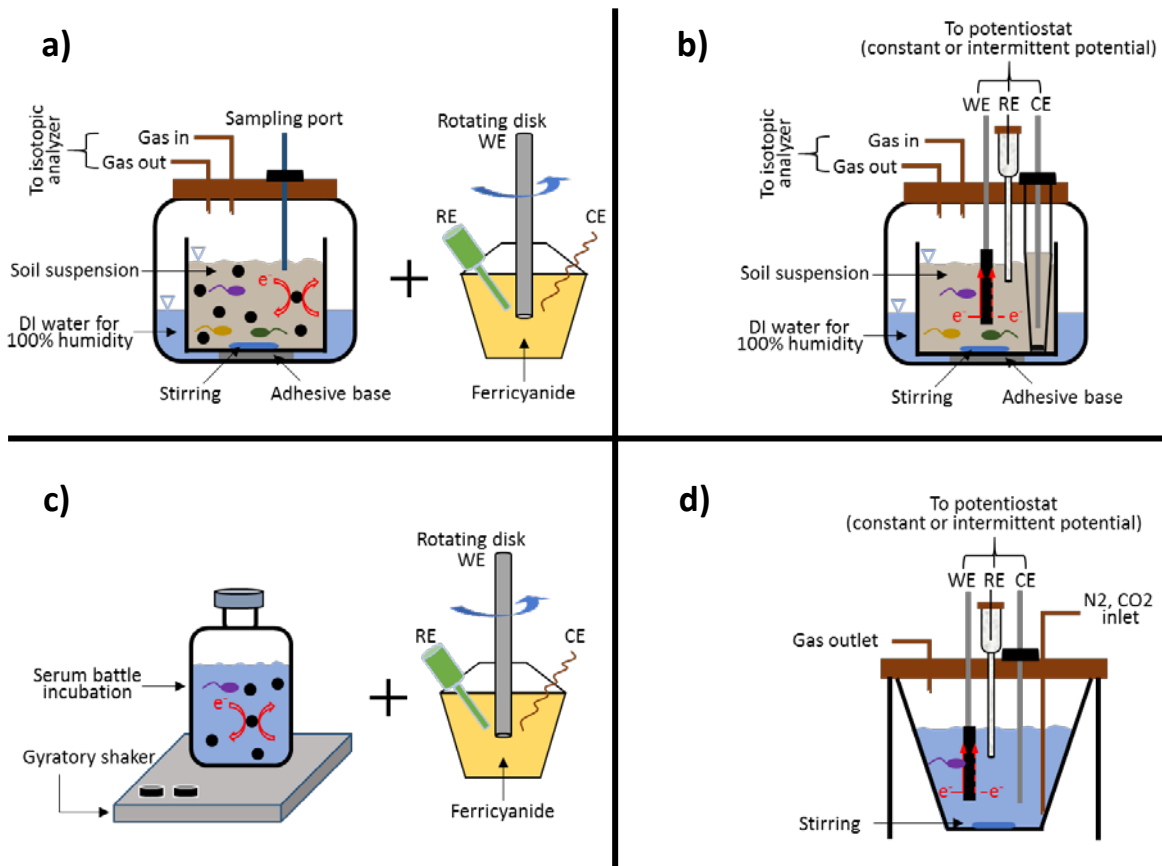 a)
To isotopic
analyzer
Gas in
Gas out
Sampling port
Soil suspension
e-
DI water for
100% humidity
Stirring
Adhesive base
+
Rotating disk
WE
RE
CE
Ferricyanide
b)
To potentiostat
(constant or intermittent potential)
WE RE CE
To isotopic
analyzer
Gas in
Gas out
Soil suspension
e- e-
DI water for
100% humidity
Stirring
Adhesive base
c)
Serum battle
incubation
e-
Gyratory shaker
+
Rotating disk
WE
RE
CE
Ferricyanide
d)
To potentiostat
(constant or intermittent potential)
WE RE CE
N2, CO2
inlet
Gas outlet
e- e-
Stirring